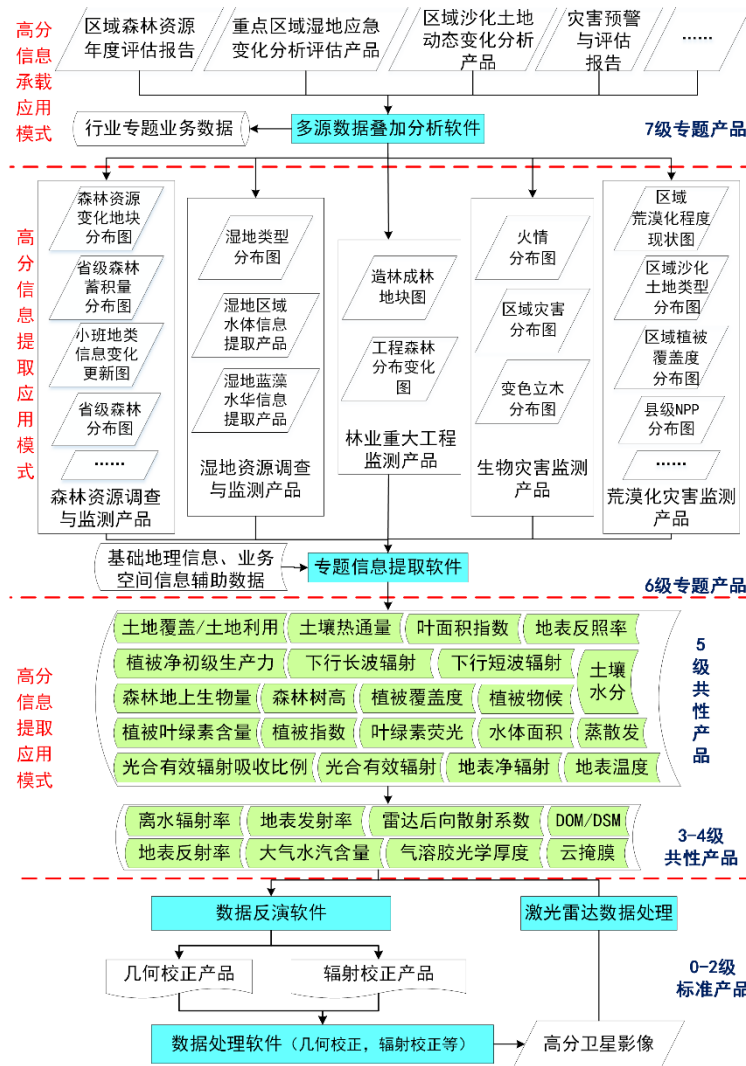 高分
信息
承载
应用
模式
区域森林资源
年度评估报告
重点区域湿地应急
变化分析评估产品
区域沙化土地
动态变化分析
产品
灾害预警
与评估
报告
……
行业专题业务数据
多源数据叠加分析软件
7级专题产品
高
分
信
息
提
取
应
用
模
式
森林资源
变化地块
分布图
省级森林
蓄积量
分布图
小班地类
信息变化
更新图
省级森林
分布图
……
森林资源调查
与监测产品
湿地类型
分布图
湿地区域
水体信息
提取产品
湿地蓝藻
水华信息
提取产品
湿地资源调查
与监测产品
造林成林
地块图
工程森林
分布变化
图
林业重大工程
监测产品
火情
分布图
区域灾害
分布图
变色立木
分布图
生物灾害监测
产品
区域
荒漠化程度
现状图
区域沙化
土地类型
分布图
区域植被
覆盖度
分布图
县级NPP
分布图
……
荒漠化灾害监测
产品
基础地理信息、业务
空间信息辅助数据
专题信息提取软件
6级专题产品
高分
信息
提取
应用
模式
土地覆盖/土地利用
土壤热通量
叶面积指数
地表反照率
植被净初级生产力
下行长波辐射
下行短波辐射
土壤
水分
森林地上生物量
森林树高
植被覆盖度
植被物候
植被叶绿素含量
植被指数
叶绿素荧光
水体面积
蒸散发
光合有效辐射吸收比例
光合有效辐射
地表净辐射
地表温度
5
级
共
性
产
品
离水辐射率
地表发射率
雷达后向散射系数
DOM/DSM
地表反射率
大气水汽含量
气溶胶光学厚度
云掩膜
3-4级
共性产品
数据反演软件
激光雷达数据处理
几何校正产品
辐射校正产品
0-2级
标准产品
数据处理软件（几何校正，辐射校正等）
高分卫星影像